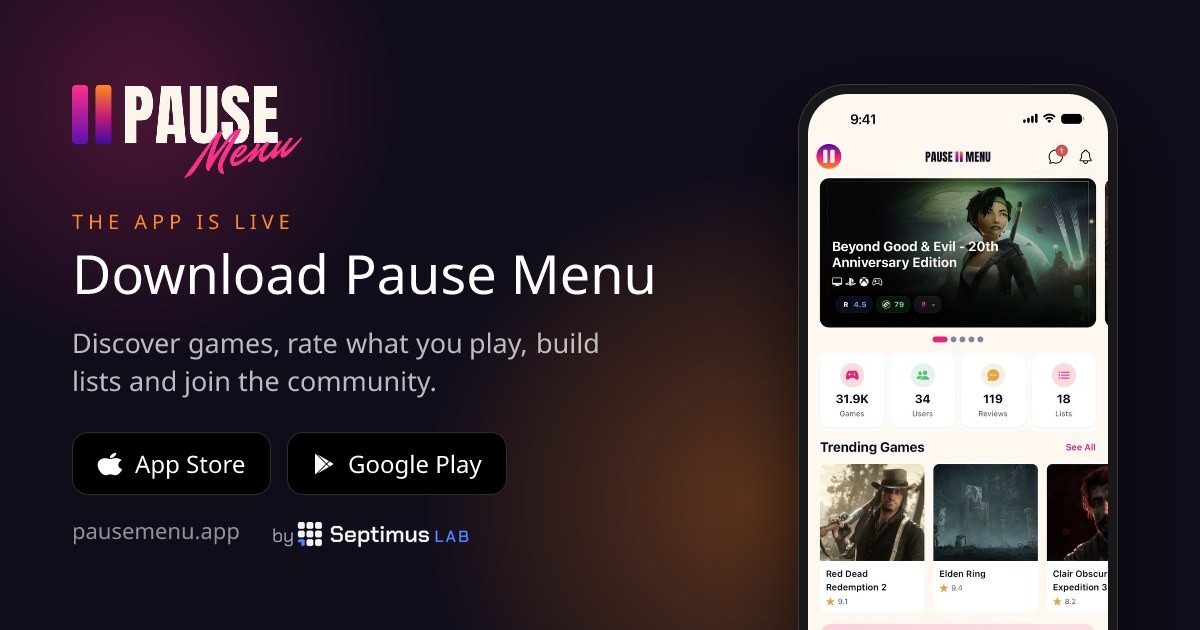 PAUSE
Menu
THE APP IS LIVE
Download Pause Menu
Discover games, rate what you play, build
lists and join the community.
App Store
Google Play
pausemenu.app
by Septimus LAB
9:41
PAUSE MENU
1
Beyond Good & Evil - 20th
Anniversary Edition
R 4.5
79
-
31.9K
Games
34
Users
119
Reviews
18
Lists
Trending Games
See All
Red Dead
Redemption 2
9.1
Elden Ring
9.4
Clair Obscur
Expedition 3
8.2